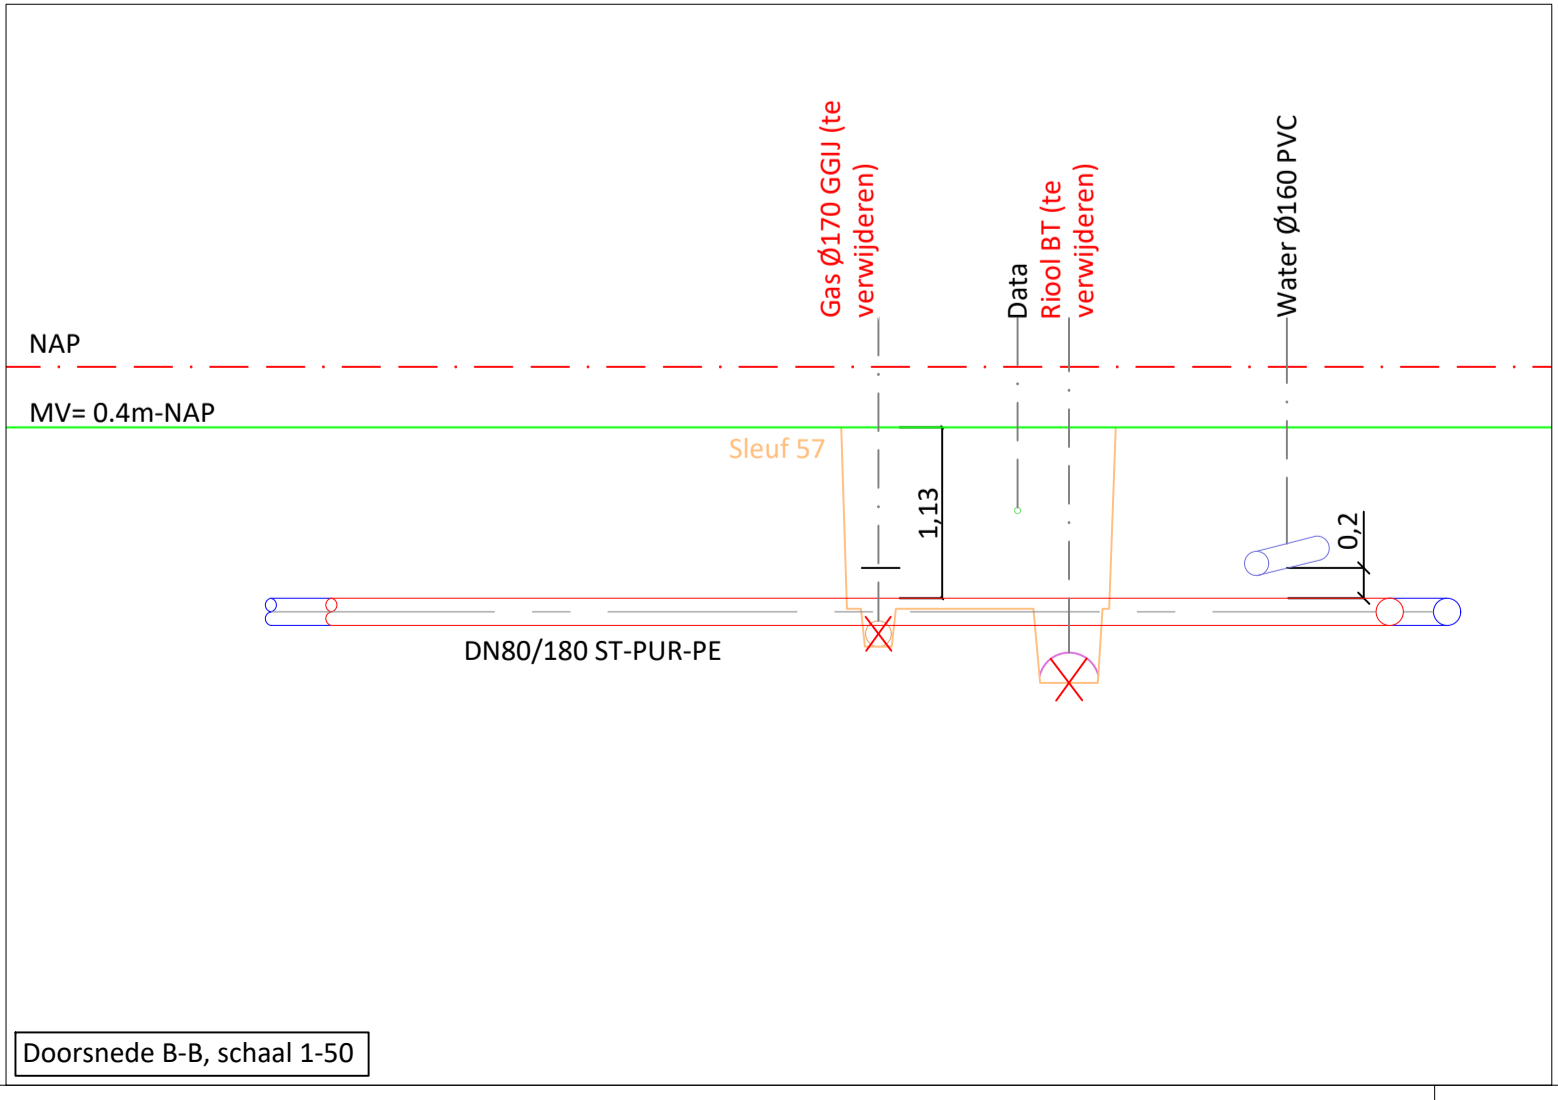 Gas Ø170 GGIJ (te
verwijderen)
Data
Riool BT (te
verwijderen)
Water Ø160 PVC
NAP
MV= 0.4m-NAP
Sleuf 57
1,13
0,2
DN80/180 ST-PUR-PE
Doorsnede B-B, schaal 1-50